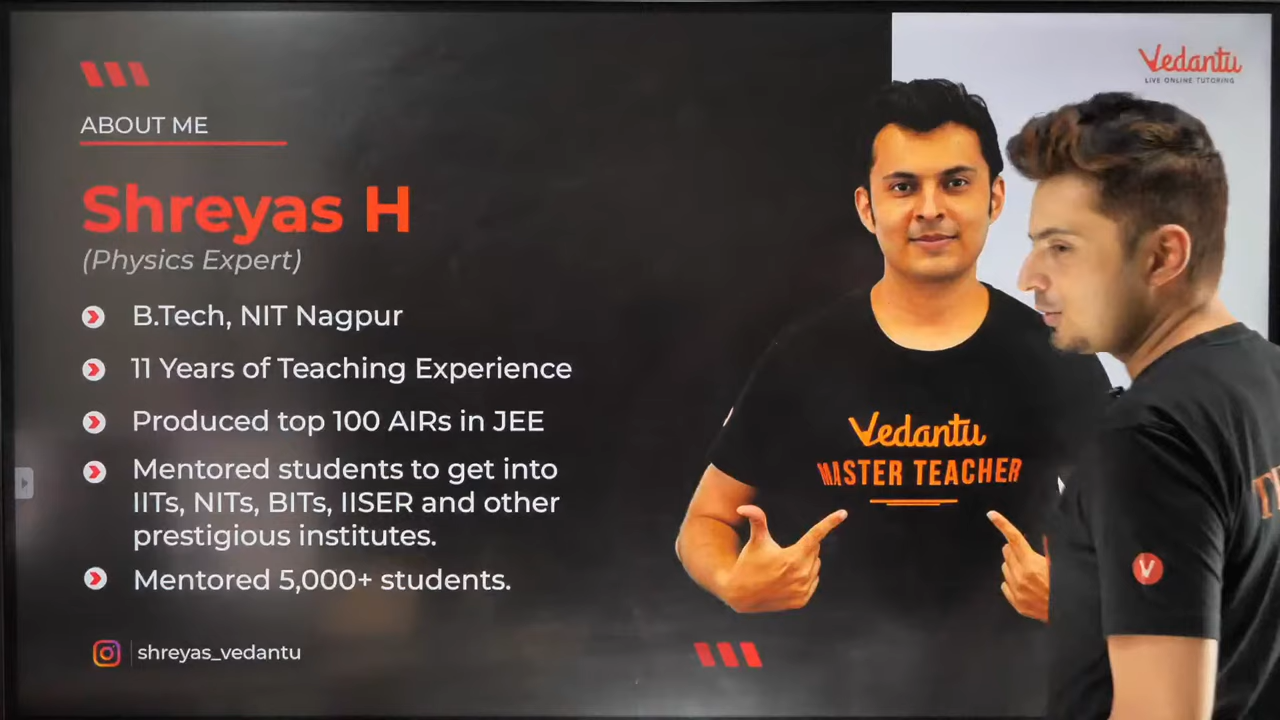 Vedantu
LIVE ONLINE TUTORING
ABOUT ME
Shreyas H
(Physics Expert)
B.Tech, NIT Nagpur
11 Years of Teaching Experience
Produced top 100 AIRs in JEE
Mentored students to get into
IITs, NITs, BITs, IISER and other
prestigious institutes.
Mentored 5,000+ students.
shreyas_vedantu
Vedantu
MASTER TEACHER
V